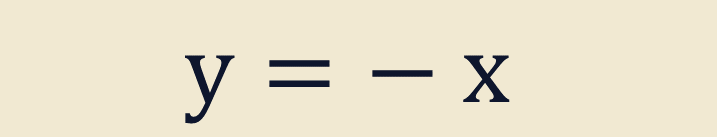 y = − x